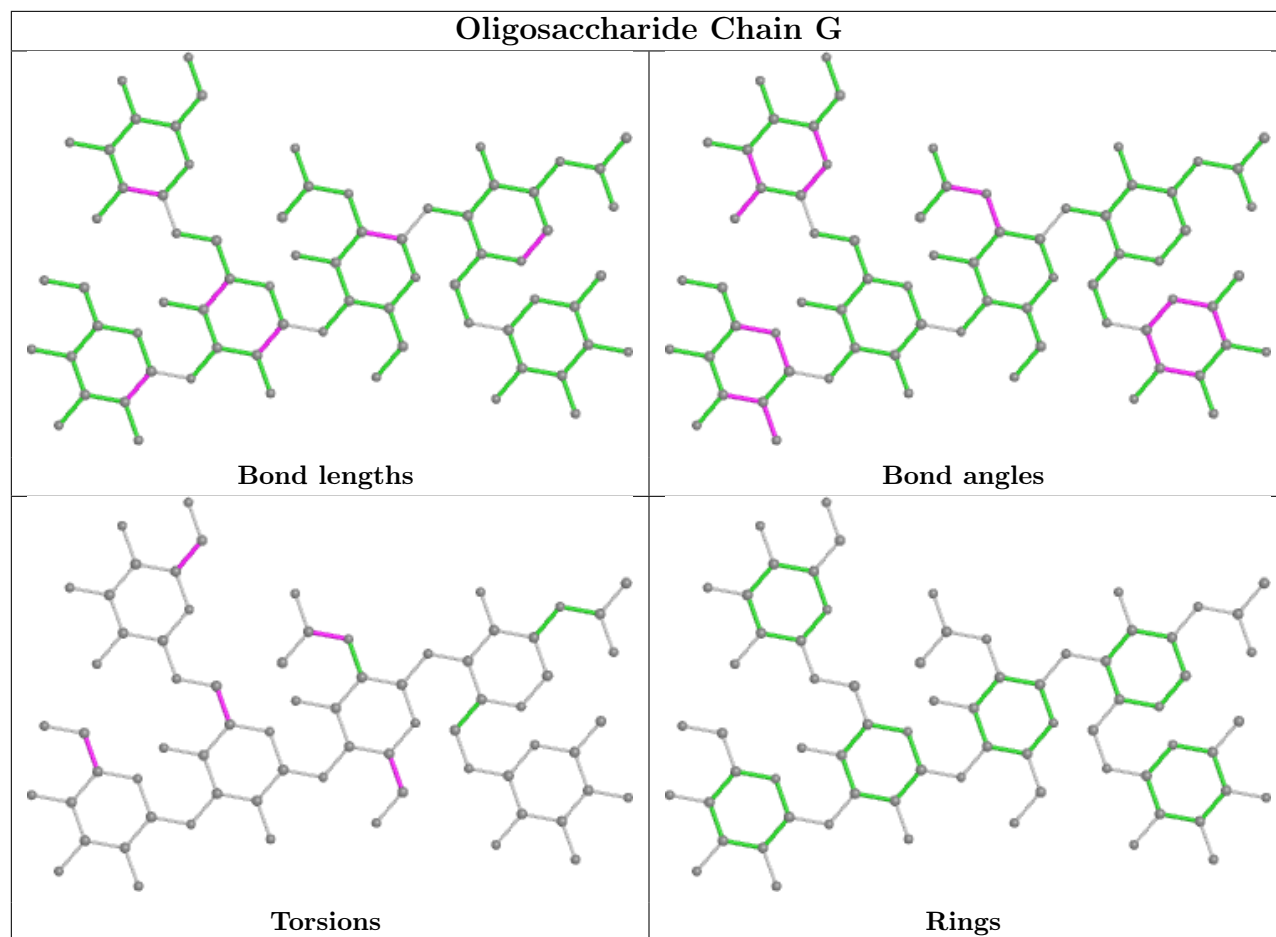 Oligosaccharide Chain G
Bond lengths
Bond angles
Torsions
Rings